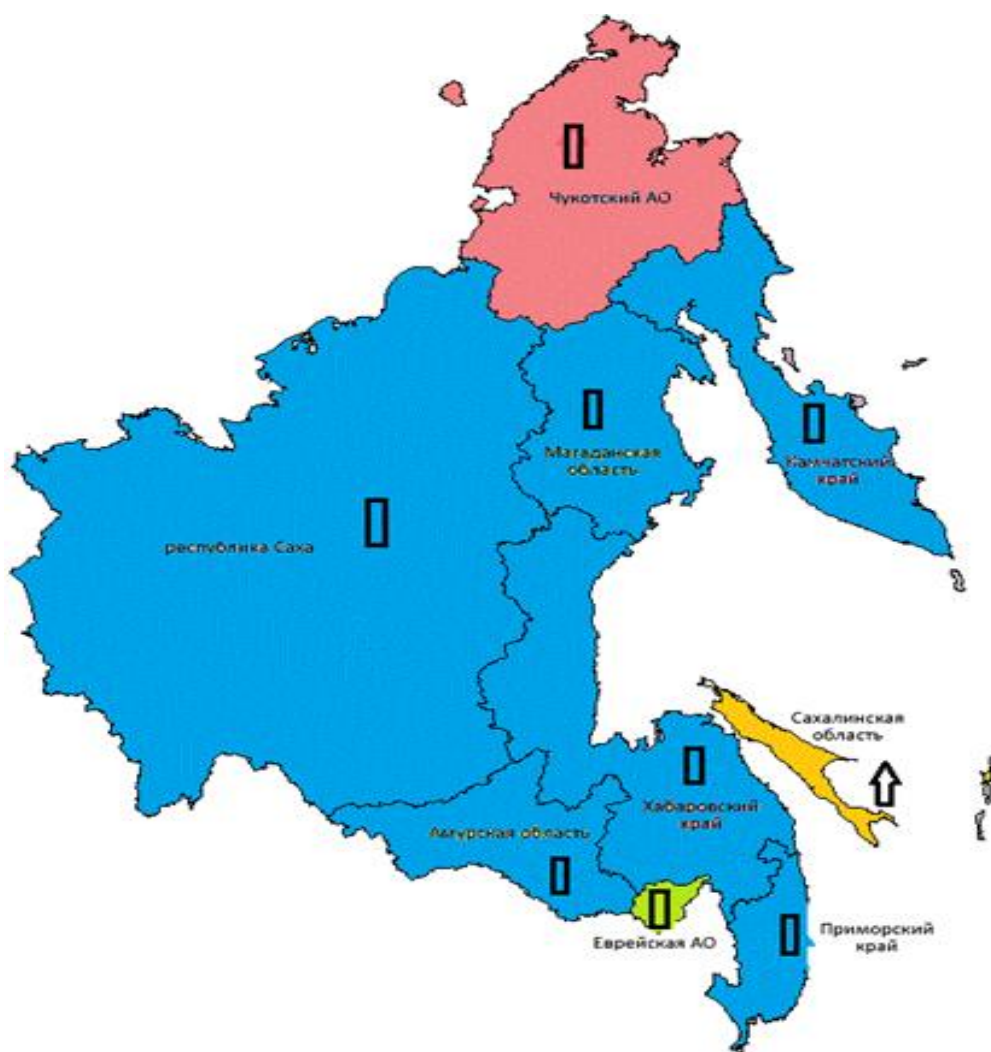 Чукотский АО
Магаданская
область
Камчатский
край
республика Саха
Сахалинская
область
Хабаровский
край
Амурская область
Еврейская АО
Приморский
край